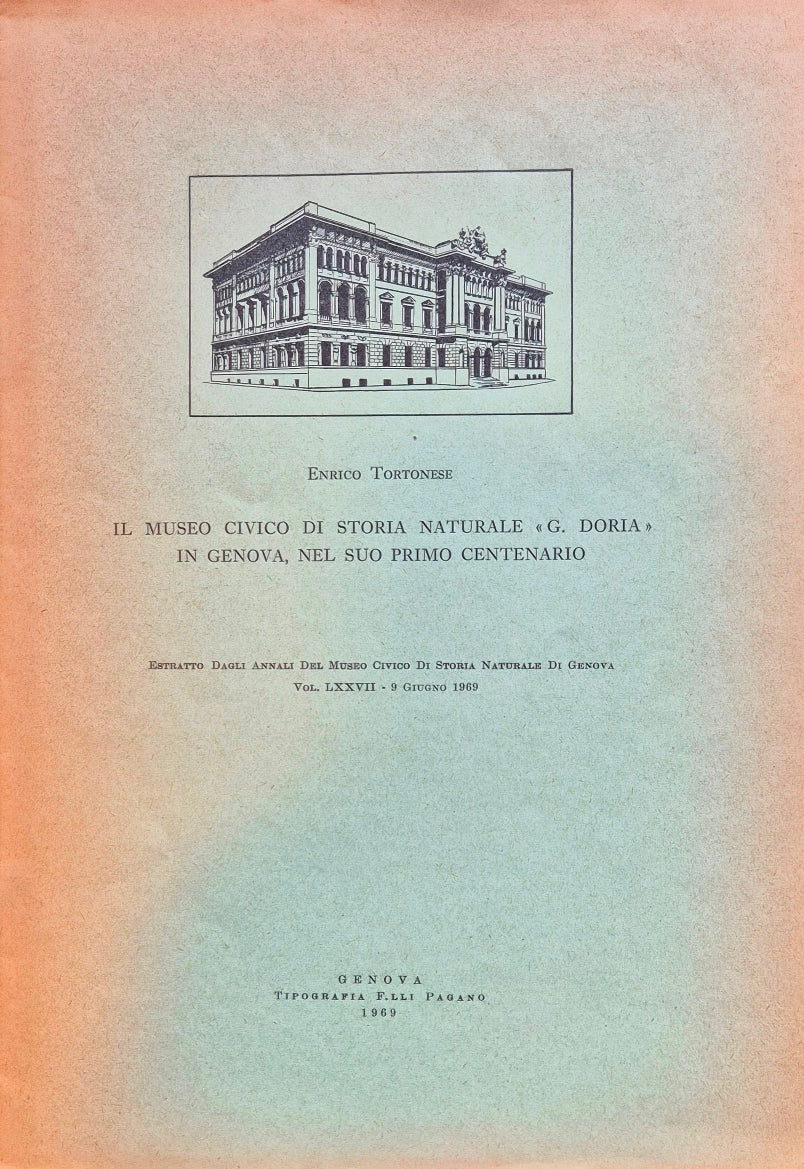 Enrico Tortonese
IL MUSEO CIVICO DI STORIA NATURALE «G. DORIA»
IN GENOVA, NEL SUO PRIMO CENTENARIO
Estratto Dagli Annali Del Museo Civico Di Storia Naturale Di Genova
Vol. LXXVII - 9 Giugno 1969
GENOVA
Tipografia F.lli Pagano
1969